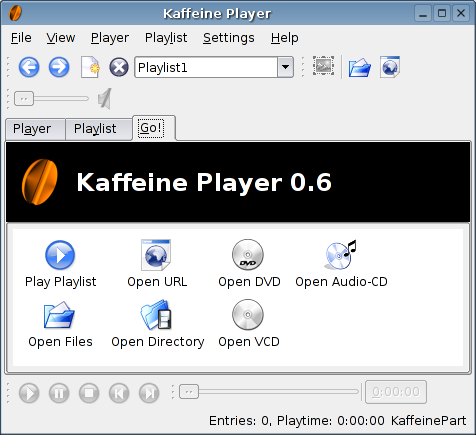 Kaffeine Player
File View Player Playlist Settings Help
Playlist1
Player Playlist Go!
Kaffeine Player 0.6
Play Playlist Open URL Open DVD Open Audio-CD
DVD
Open Files Open Directory Open VCD
0:00:00
Entries: 0, Playtime: 0:00:00 KaffeinePart